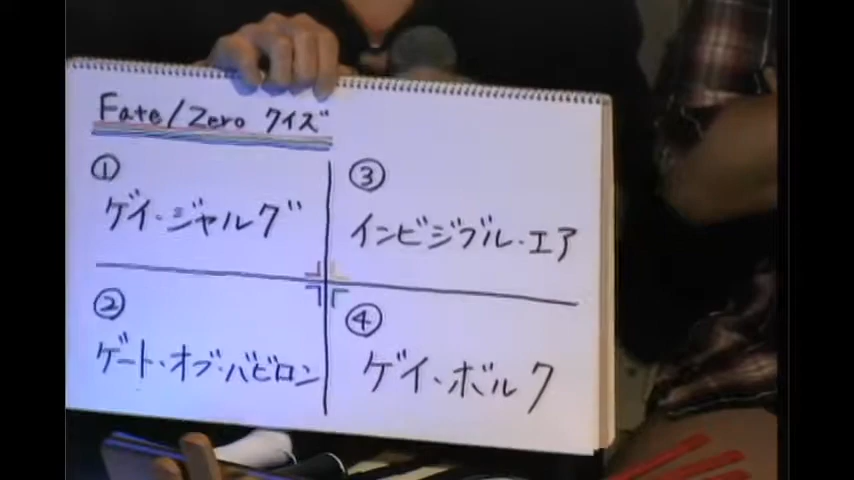 Fate/Zero クイズ
①
ゲイ・ジャルグ
②
ゲート・オブ・バビロン
③
インビジブル・エア
④
ゲイ・ボルク